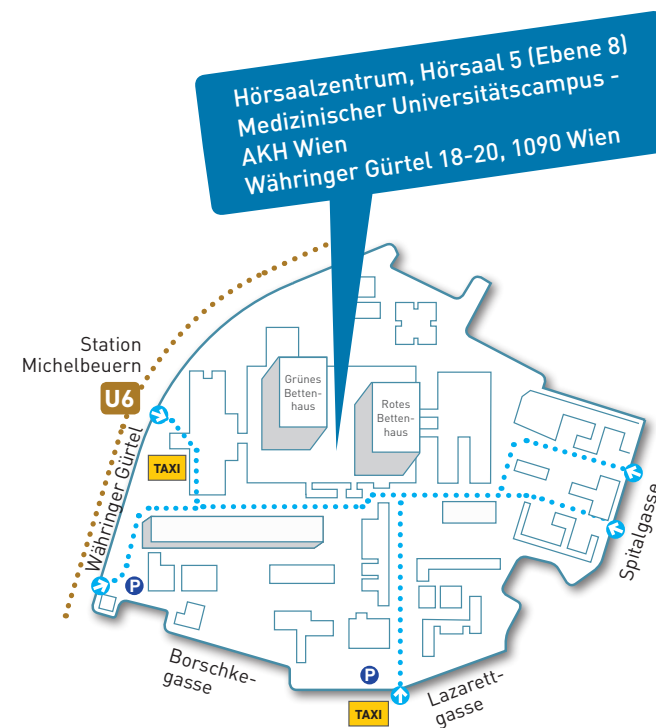 Hörsaalzentrum, Hörsaal 5 (Ebene 8)
Medizinischer Universitätscampus -
AKH Wien
Währinger Gürtel 18-20, 1090 Wien
Station
Michelbeuern
U6
Grünes
Betten-
haus
Rotes
Betten-
haus
TAXI
Währinger Gürtel
Spitalgasse
P
Borschke-
gasse
P
Lazarett-
gasse
TAXI